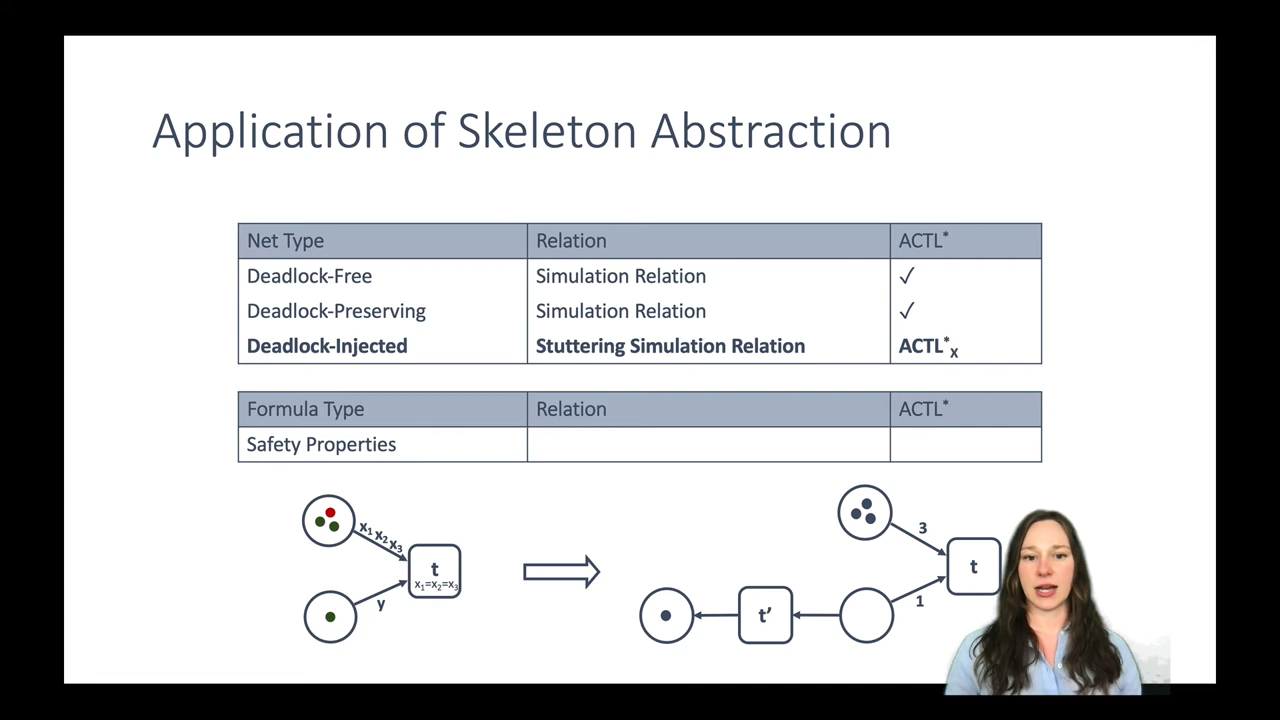 Application of Skeleton Abstraction
Net Type Relation ACTL*
Deadlock-Free Simulation Relation ✓
Deadlock-Preserving Simulation Relation ✓
Deadlock-Injected Stuttering Simulation Relation ACTL*X
Formula Type Relation ACTL*
Safety Properties
x1 x2 x3
t
x1=x2=x3
y
3
t
1
t’